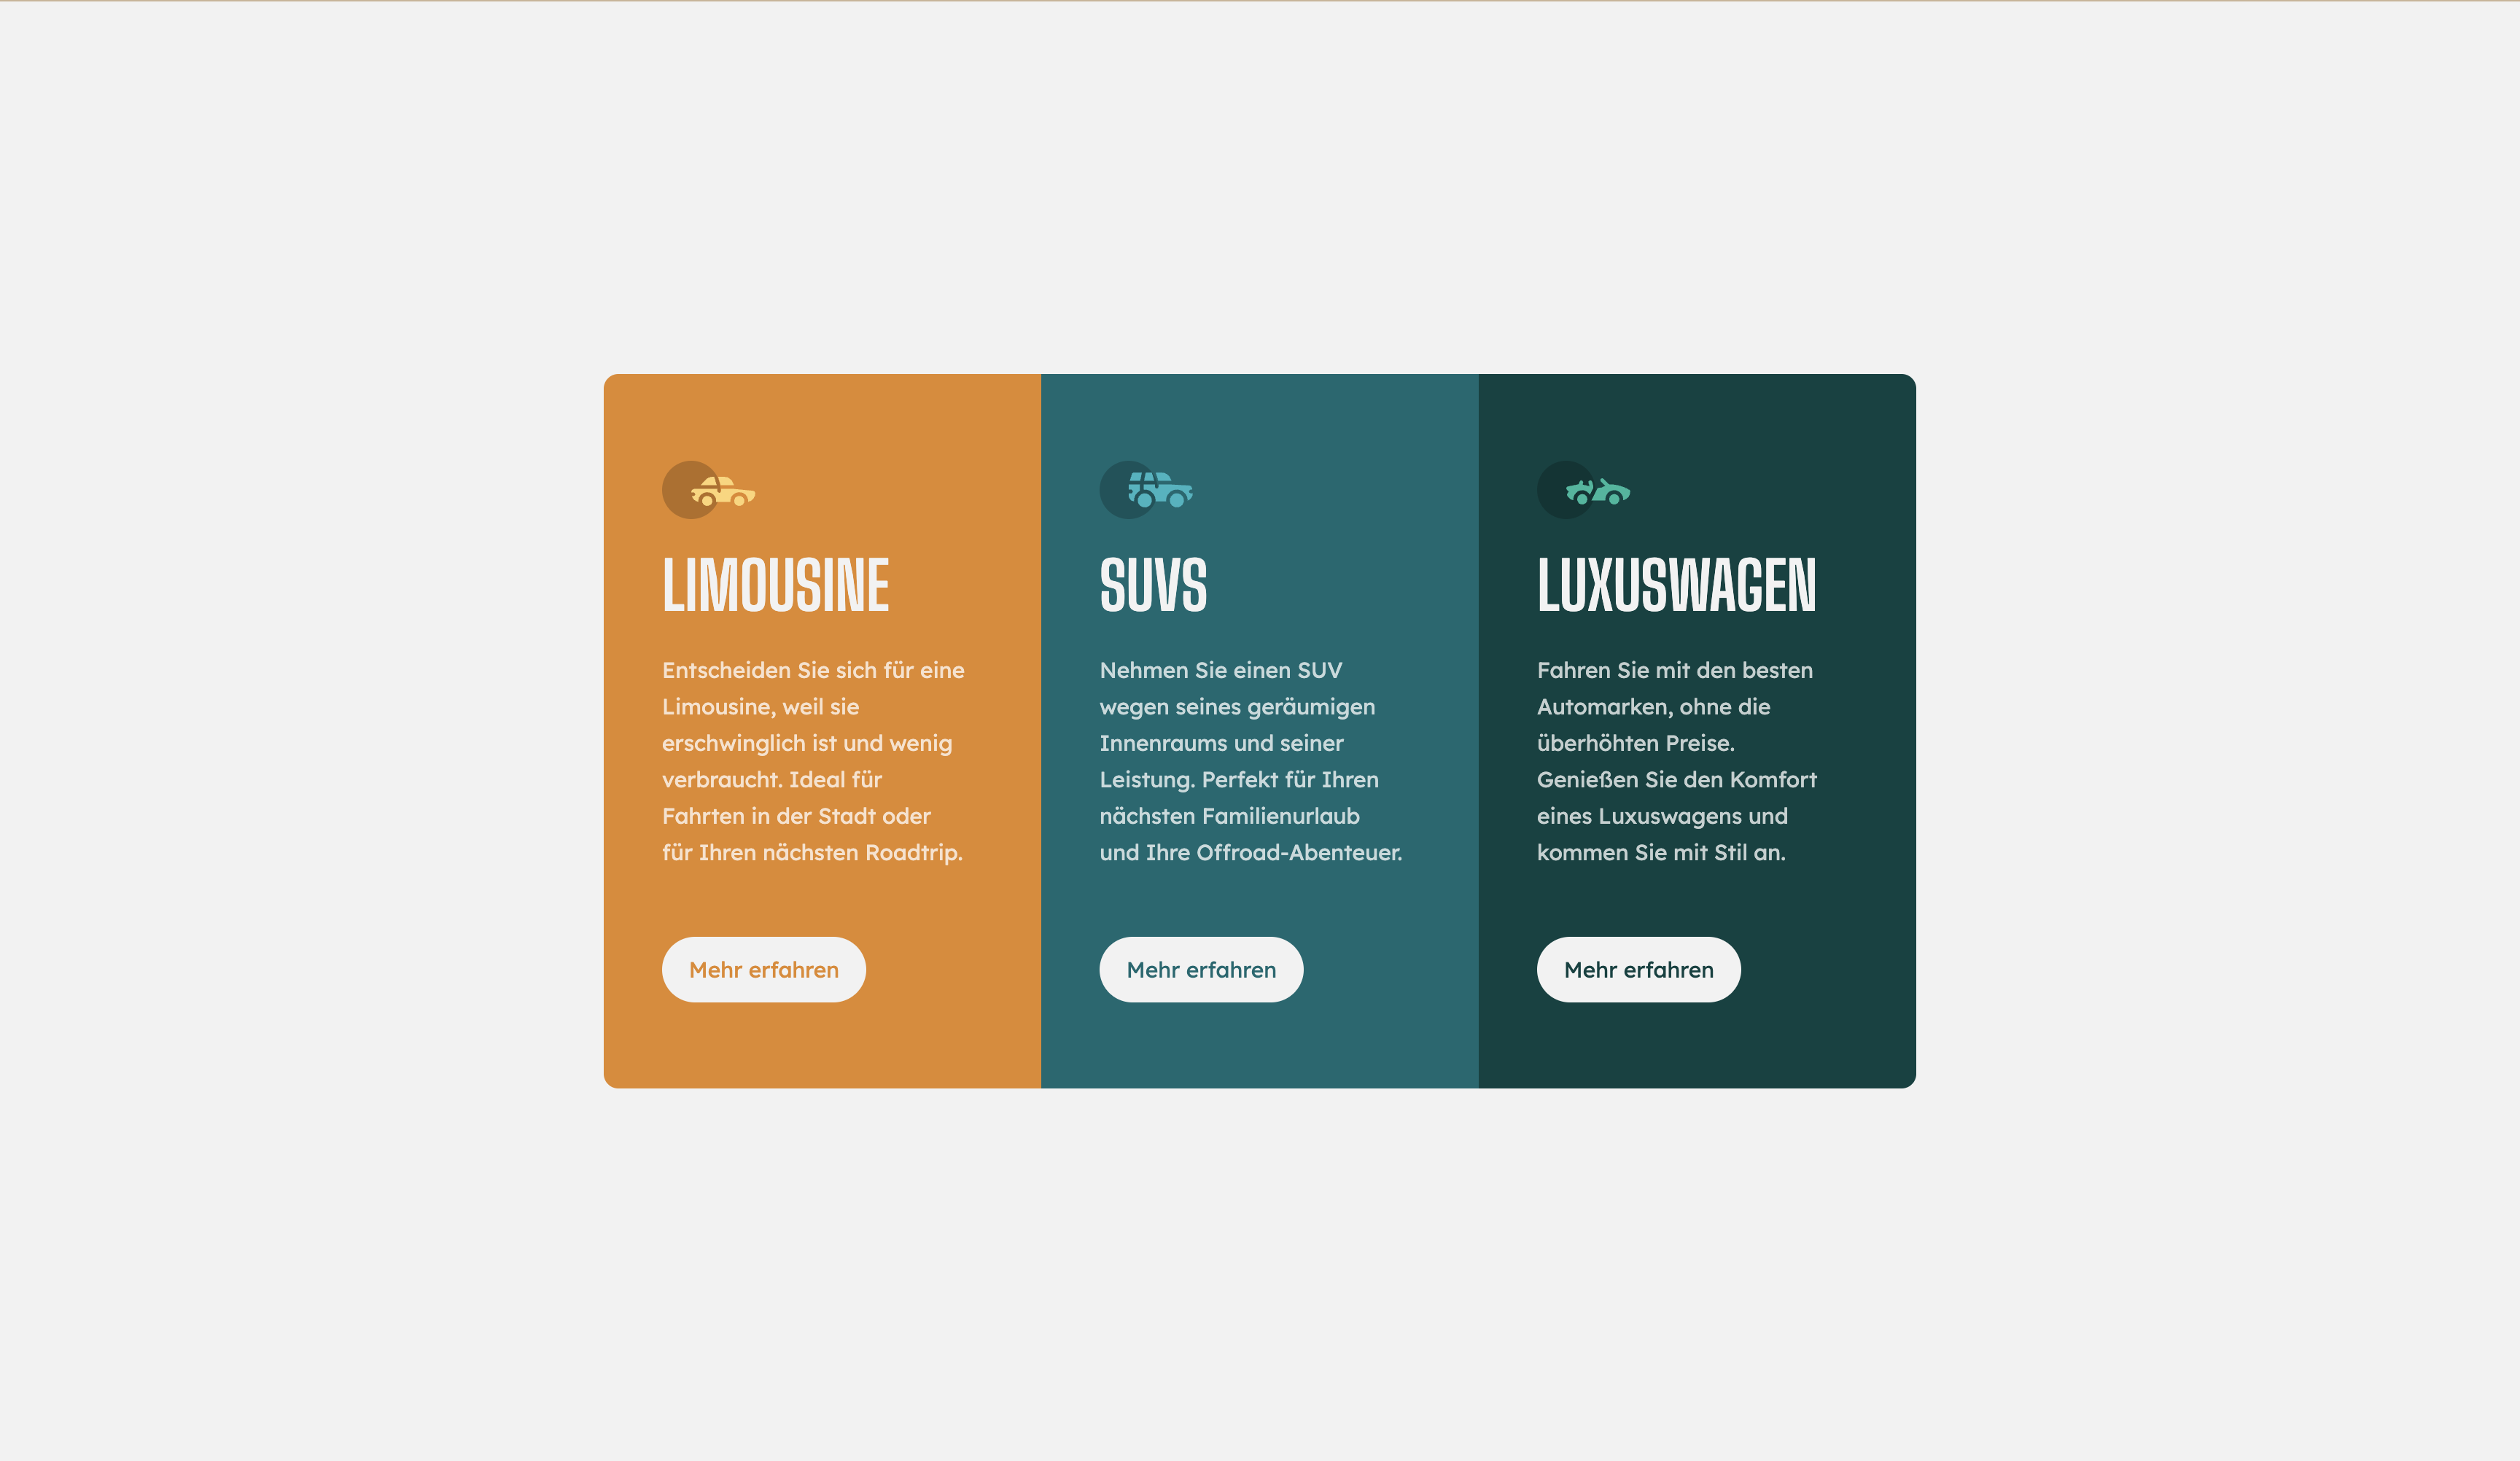 LIMOUSINE
Entscheiden Sie sich für eine
Limousine, weil sie
erschwinglich ist und wenig
verbraucht. Ideal für
Fahrten in der Stadt oder
für Ihren nächsten Roadtrip.
Mehr erfahren
SUVS
Nehmen Sie einen SUV
wegen seines geräumigen
Innenraums und seiner
Leistung. Perfekt für Ihren
nächsten Familienurlaub
und Ihre Offroad-Abenteuer.
Mehr erfahren
LUXUSWAGEN
Fahren Sie mit den besten
Automarken, ohne die
überhöhten Preise.
Genießen Sie den Komfort
eines Luxuswagens und
kommen Sie mit Stil an.
Mehr erfahren